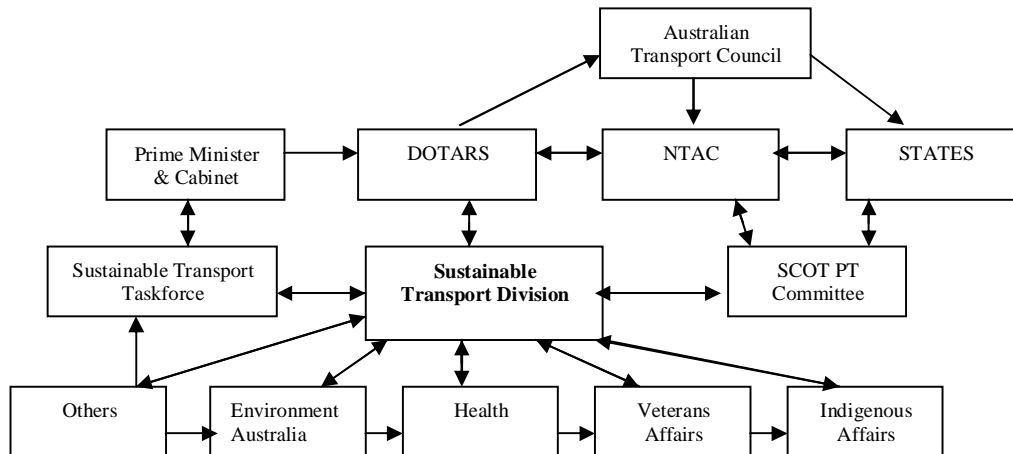 Australian
Transport Council
Prime Minister
& Cabinet
DOTARS
NTAC
STATES
Sustainable Transport
Taskforce
Sustainable
Transport Division
SCOT PT
Committee
Others
Environment
Australia
Health
Veterans
Affairs
Indigenous
Affairs